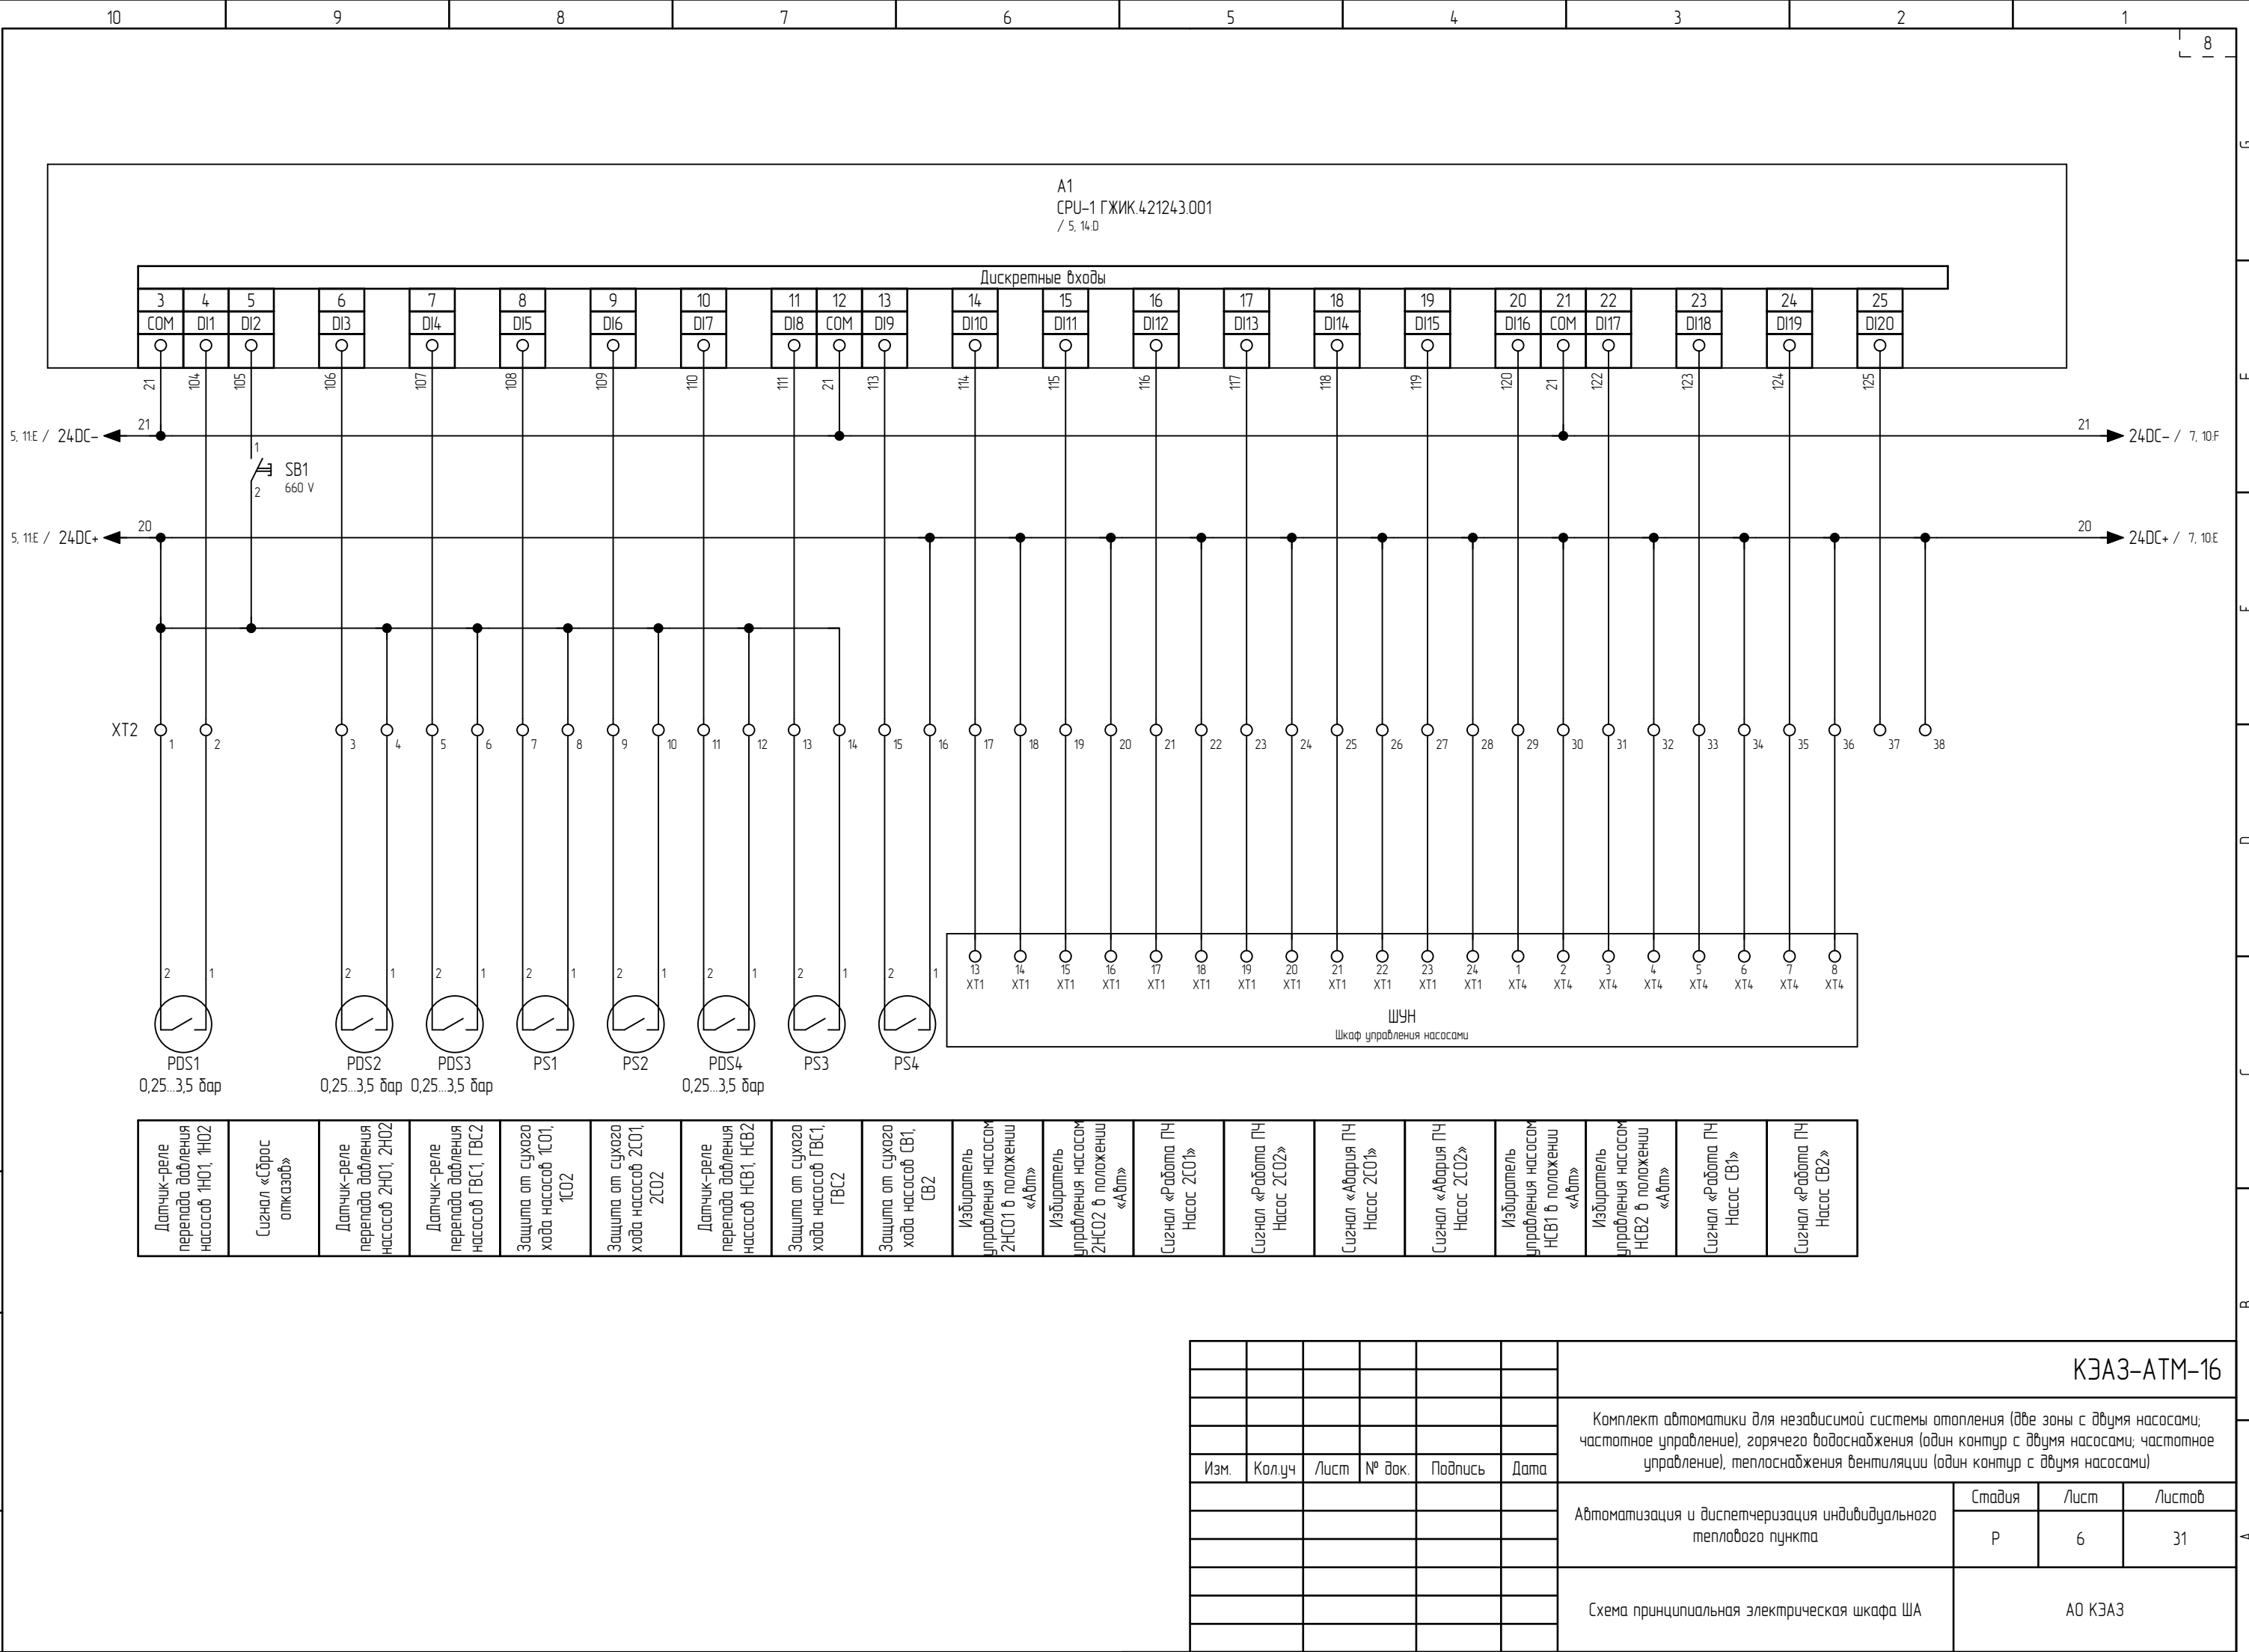 10 9 8 7 6 5 4 3 2 1
8
G
A1
CPU-1 ГЖИК.421243.001
/ 5, 14:D
Дискретные входы
3 4 5 6 7 8 9 10 11 12 13 14 15 16 17 18 19 20 21 22 23 24 25
COM DI1 DI2 DI3 DI4 DI5 DI6 DI7 DI8 COM DI9 DI10 DI11 DI12 DI13 DI14 DI15 DI16 COM DI17 DI18 DI19 DI20
21 104 105 106 107 108 109 110 111 21 113 114 115 116 117 118 119 120 21 122 123 124 125
F
5, 11:E / 24DC- 21
21 24DC- / 7, 10:F
1
SB1
2 660 V
5, 11:E / 24DC+ 20
20 24DC+ / 7, 10:E
E
XT2
1 2 3 4 5 6 7 8 9 10 11 12 13 14 15 16 17 18 19 20 21 22 23 24 25 26 27 28 29 30 31 32 33 34 35 36 37 38
D
2 1 2 1 2 1 2 1 2 1 2 1 2 1 2 1
13 14 15 16 17 18 19 20 21 22 23 24 1 2 3 4 5 6 7 8
XT1 XT1 XT1 XT1 XT1 XT1 XT1 XT1 XT1 XT1 XT1 XT1 XT4 XT4 XT4 XT4 XT4 XT4 XT4 XT4
ШУН
Шкаф управления насосами
PDS1 PDS2 PDS3 PS1 PS2 PDS4 PS3 PS4
0,25...3,5 бар 0,25...3,5 бар 0,25...3,5 бар 0,25...3,5 бар
C
Датчик-реле
перепада давления
насосов 1НО1, 1НО2
Сигнал «Сброс
отказов»
Датчик-реле
перепада давления
насосов 2НО1, 2НО2
Датчик-реле
перепада давления
насосов ГВС1, ГВС2
Защита от сухого
хода насосов 1СО1,
1СО2
Защита от сухого
хода насосов 2СО1,
2СО2
Датчик-реле
перепада давления
насосов НСВ1, НСВ2
Защита от сухого
хода насосов ГВС1,
ГВС2
Защита от сухого
хода насосов СВ1,
СВ2
Избиратель
управления насосом
2НСО1 в положении
«Авт»
Избиратель
управления насосом
2НСО2 в положении
«Авт»
Сигнал «Работа ПЧ
Насос 2СО1»
Сигнал «Работа ПЧ
Насос 2СО2»
Сигнал «Авария ПЧ
Насос 2СО1»
Сигнал «Авария ПЧ
Насос 2СО2»
Избиратель
управления насосом
НСВ1 в положении
«Авт»
Избиратель
управления насосом
НСВ2 в положении
«Авт»
Сигнал «Работа ПЧ
Насос СВ1»
Сигнал «Работа ПЧ
Насос СВ2»
B
КЭАЗ-АТМ-16
Комплект автоматики для независимой системы отопления (две зоны с двумя насосами;
частотное управление), горячего водоснабжения (один контур с двумя насосами; частотное
управление), теплоснабжения вентиляции (один контур с двумя насосами)
Изм. Кол.уч Лист № док. Подпись Дата
Автоматизация и диспетчеризация индивидуального
теплового пункта
Стадия Лист Листов
Р 6 31
A
Схема принципиальная электрическая шкафа ША
АО КЭАЗ